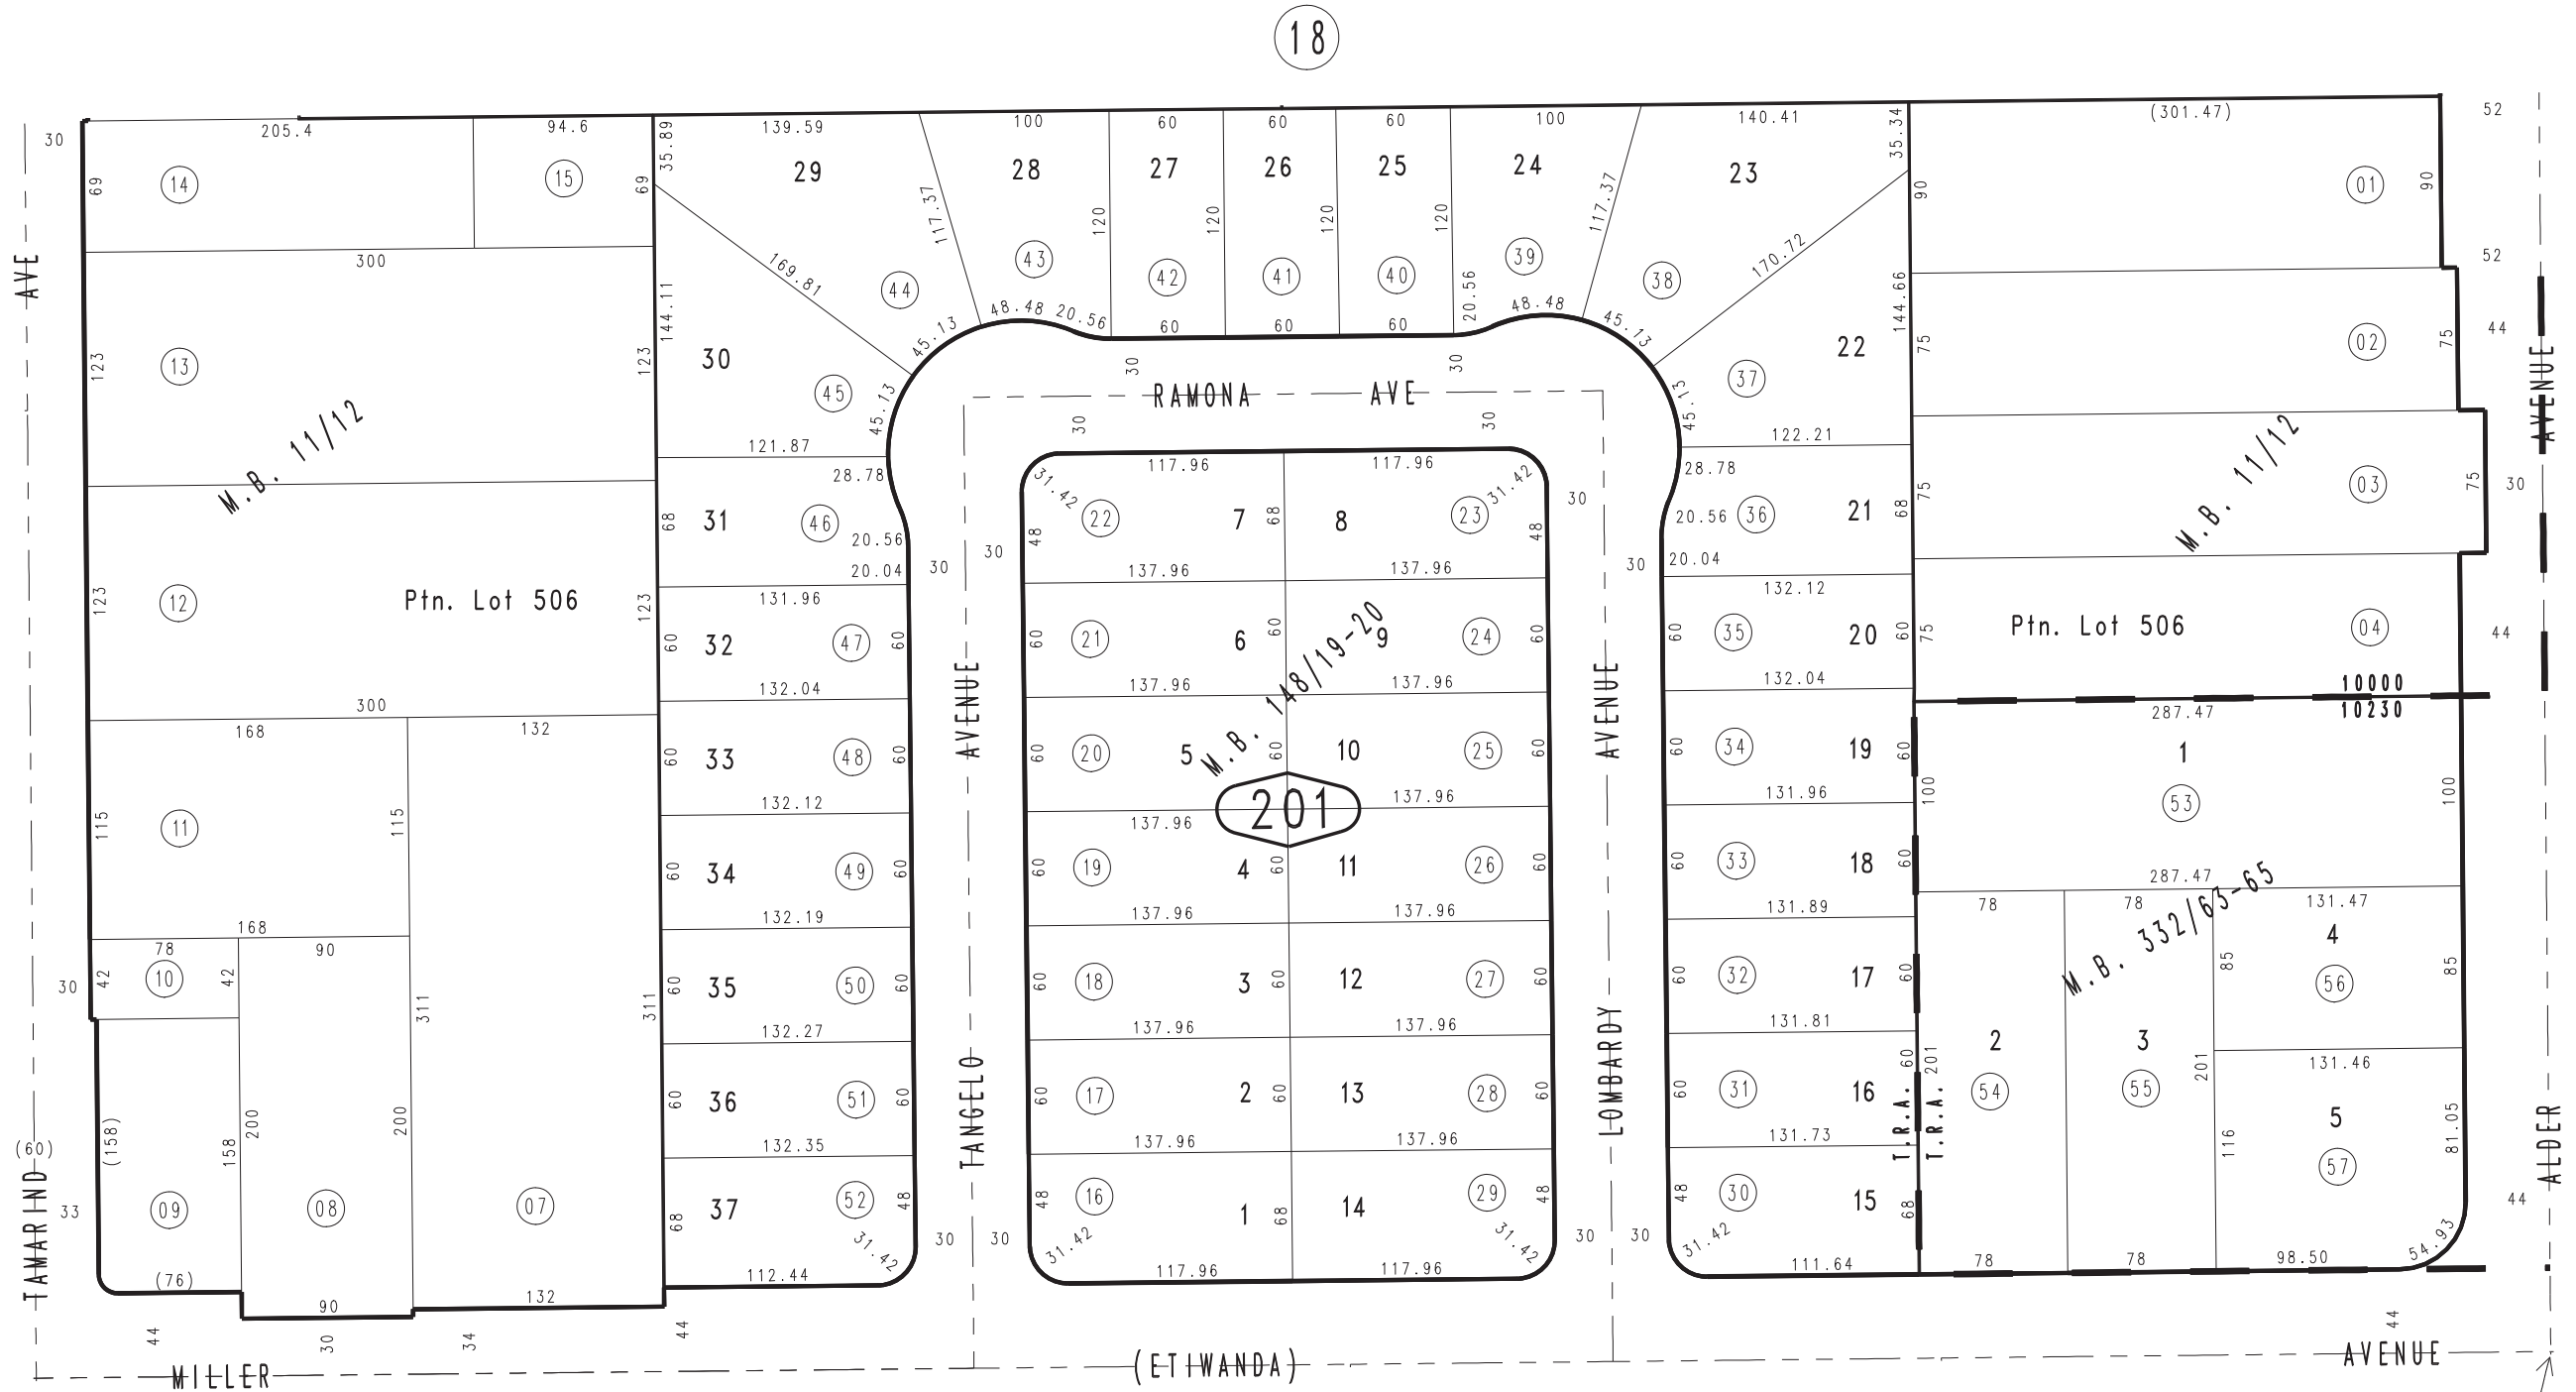 18
30 205.4 94.6 139.59 100 60 60 60 100 140.41 (301.47) 52
35.89 35.34
69 14 15 69 29 28 27 26 25 24 23 90 01 90
117.37 120 120 120 120 117.37
300 169.81 44 43 42 41 40 39 38 170.72 52
AVE 144.11 144.66
45.13 48.48 20.56 60 60 60 20.56 48.48 45.13 44
123 13 123 30 45 45.13 30 30 45.13 37 22 75 02 75
RAMONA AVE AVENUE
M.B. 11/12 30 30 M.B. 11/12
121.87 117.96 117.96 122.21
28.78 31.42 31.42 28.78 30
68 31 46 22 7 68 8 23 30 20.56 36 21 68 75 03 75
20.56 48 48
20.04 30 30 137.96 137.96 30 20.04
123 12 Ptn. Lot 506 123 131.96 132.12
60 32 47 60 21 60 6 60 9 24 60 60 35 20 60 75 Ptn. Lot 506 04 44
M.B. 148/19-20
300 132.04 137.96 137.96 132.04 10000
168 132 287.47 10230
60 33 48 60 AVENUE 60 20 5 60 10 25 60 AVENUE 60 34 19 60 1
115 11 115 132.12 137.96 201 137.96 131.96 100 53 100
60 34 49 60 60 19 4 60 11 26 60 60 33 18 60
287.47
M.B. 332/63-65
168 132.19 137.96 137.96 131.89 78 78 131.47
78 90 4
30 42 10 42 60 35 50 60 60 18 3 60 12 27 60 60 32 17 60 85 56 85
311 311 132.27 137.96 137.96 131.81
2 3 131.46
T.R.A. T.R.A. 201 201
(60) (158) 158 200 200 60 36 51 60 TANGELO 60 17 2 60 13 28 60 LOMBARDY 60 31 16 60 54 55 5
132.35 137.96 137.96 131.73 116 81.05
TAMARIND 33 09 08 07 68 37 52 48 48 16 1 68 14 29 48 48 30 15 68 57 44 ALDER
31.42 30 30 31.42 31.42 30 30 31.42 54.93
(76) 112.44 117.96 117.96 111.64 78 78 98.50
90 132
44 30 34 44 44
MILLER (ETIWANDA) AVENUE